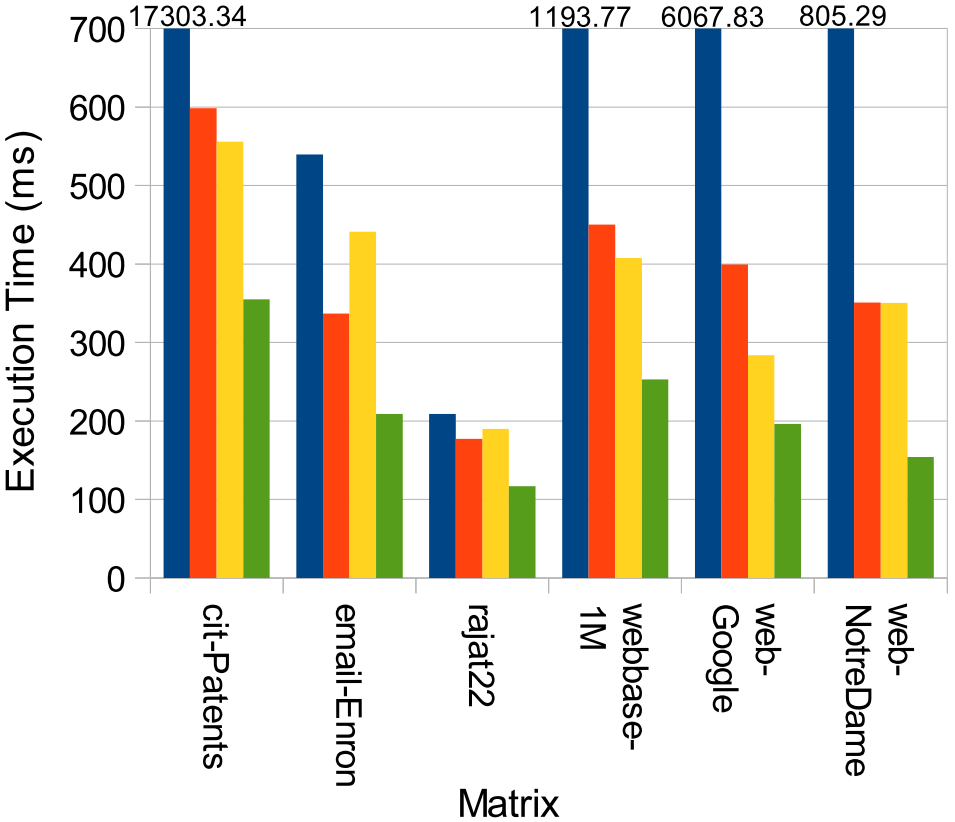 17303.34
1193.77
6067.83
805.29
700
600
500
400
300
200
100
0
Execution Time (ms)
cit-Patents
email-Enron
rajat22
webbase-
1M
web-
Google
web-
NotreDame
Matrix